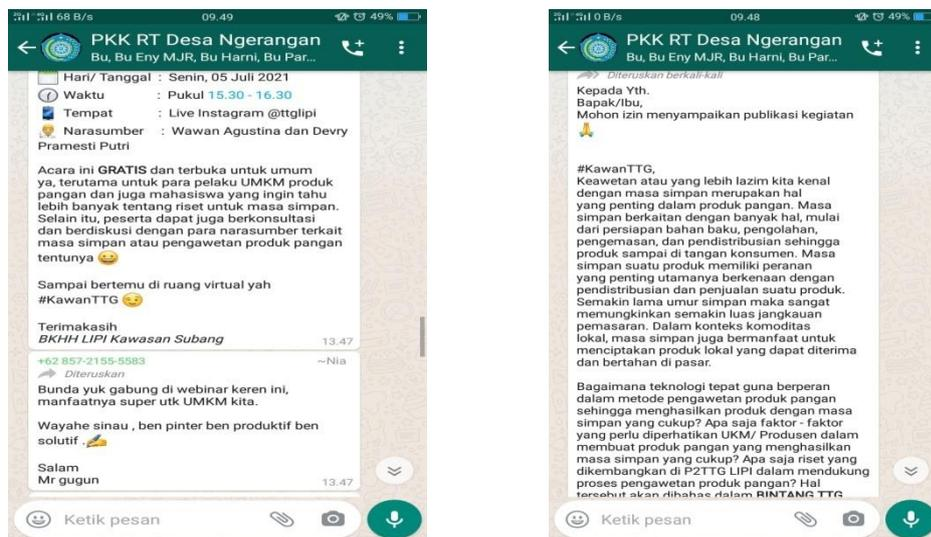 68 B/s
09.49
49%
PKK RT Desa Ngerangan
Bu, Bu Eny MJR, Bu Harni, Bu Par...
Hari/ Tanggal : Senin, 05 Juli 2021
Waktu : Pukul 15.30 - 16.30
Tempat : Live Instagram @ttglipi
Narasumber : Wawan Agustina dan Devry
Pramesti Putri
Acara ini GRATIS dan terbuka untuk umum
ya, terutama untuk para pelaku UMKM produk
pangan dan juga mahasiswa yang ingin tahu
lebih banyak tentang riset untuk masa simpan.
Selain itu, peserta dapat juga berkonsultasi
dan berdiskusi dengan para narasumber terkait
masa simpan atau pengawetan produk pangan
tentunya 😀
Sampai bertemu di ruang virtual yah
#KawanTTG 😉
Terimakasih
BKHH LIPI Kawasan Subang
13.47
+62 857-2155-5583 ~Nia
Diteruskan
Bunda yuk gabung di webinar keren ini,
manfaatnya super utk UMKM kita.
Wayahe sinau , ben pinter ben produktif ben
solutif .✍️
Salam
Mr gugun
13.47
Ketik pesan
0 B/s
09.48
49%
PKK RT Desa Ngerangan
Bu, Bu Eny MJR, Bu Harni, Bu Par...
Diteruskan berkali-kali
Kepada Yth.
Bapak/Ibu,
Mohon izin menyampaikan publikasi kegiatan
🙏
#KawanTTG,
Keawetan atau yang lebih lazim kita kenal
dengan masa simpan merupakan hal
yang penting dalam produk pangan. Masa
simpan berkaitan dengan banyak hal, mulai
dari persiapan bahan baku, pengolahan,
pengemasan, dan pendistribusian sehingga
produk sampai di tangan konsumen. Masa
simpan suatu produk memiliki peranan
yang penting utamanya berkenaan dengan
pendistribusian dan penjualan suatu produk.
Semakin lama umur simpan maka sangat
memungkinkan semakin luas jangkauan
pemasaran. Dalam konteks komoditas
lokal, masa simpan juga bermanfaat untuk
menciptakan produk lokal yang dapat diterima
dan bertahan di pasar.
Bagaimana teknologi tepat guna berperan
dalam metode pengawetan produk pangan
sehingga menghasilkan produk dengan masa
simpan yang cukup? Apa saja faktor - faktor
yang perlu diperhatikan UKM/ Produsen dalam
membuat produk pangan yang menghasilkan
masa simpan yang cukup? Apa saja riset yang
dikembangkan di P2TTG LIPI dalam mendukung
proses pengawetan produk pangan? Hal
tersebut akan dibahas dalam BINTANG TTG
Ketik pesan